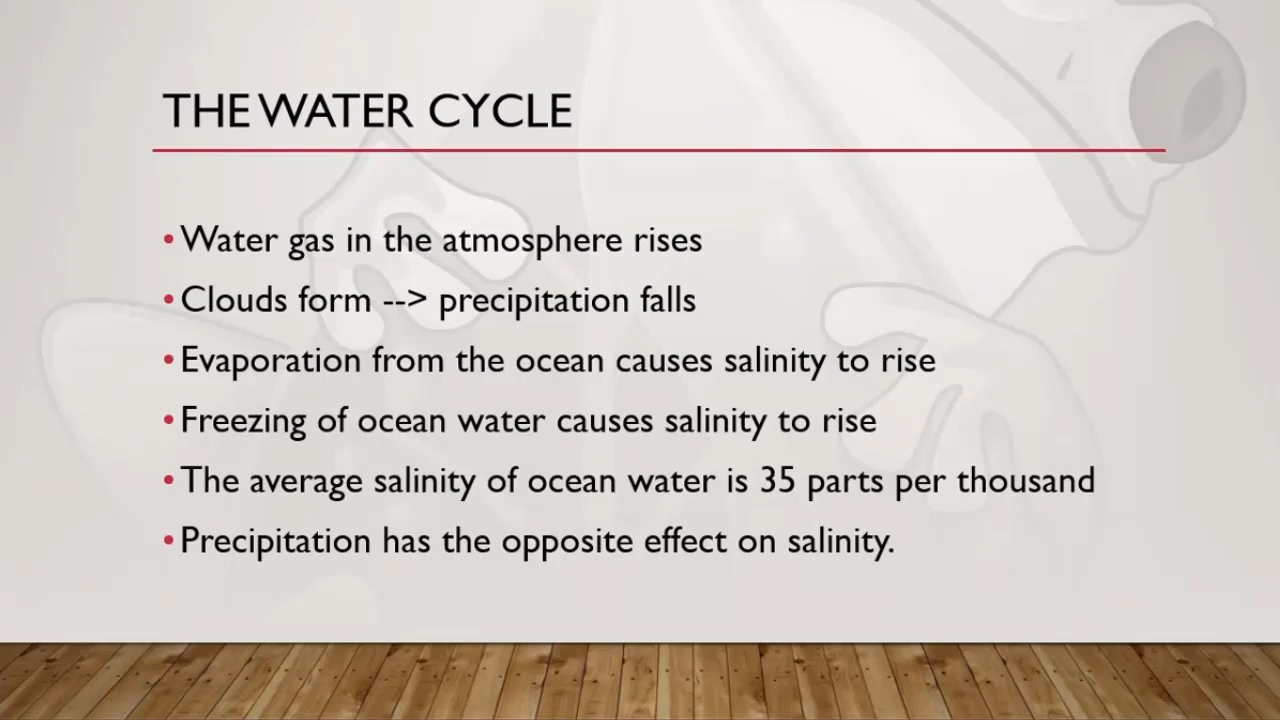 THE WATER CYCLE
•Water gas in the atmosphere rises
•Clouds form --> precipitation falls
•Evaporation from the ocean causes salinity to rise
•Freezing of ocean water causes salinity to rise
•The average salinity of ocean water is 35 parts per thousand
•Precipitation has the opposite effect on salinity.